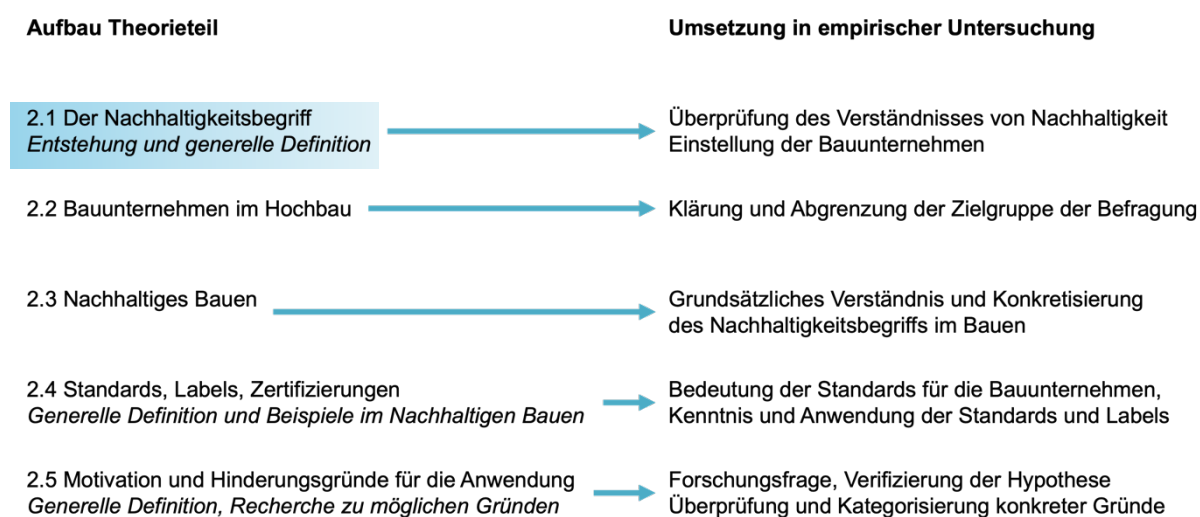 Aufbau Theorieteil
Umsetzung in empirischer Untersuchung
2.1 Der Nachhaltigkeitsbegriff
Entstehung und generelle Definition
Überprüfung des Verständnisses von Nachhaltigkeit
Einstellung der Bauunternehmen
2.2 Bauunternehmen im Hochbau
Klärung und Abgrenzung der Zielgruppe der Befragung
2.3 Nachhaltiges Bauen
Grundsätzliches Verständnis und Konkretisierung
des Nachhaltigkeitsbegriffs im Bauen
2.4 Standards, Labels, Zertifizierungen
Generelle Definition und Beispiele im Nachhaltigen Bauen
Bedeutung der Standards für die Bauunternehmen,
Kenntnis und Anwendung der Standards und Labels
2.5 Motivation und Hinderungsgründe für die Anwendung
Generelle Definition, Recherche zu möglichen Gründen
Forschungsfrage, Verifizierung der Hypothese
Überprüfung und Kategorisierung konkreter Gründe